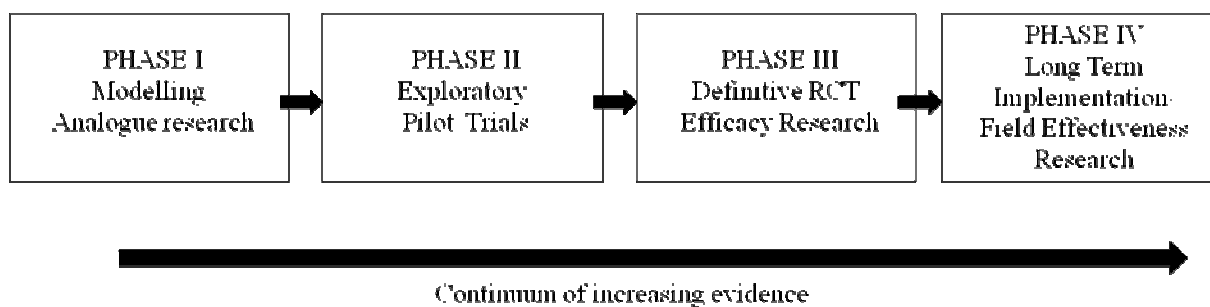 PHASE I
Modelling
Analogue research
PHASE II
Exploratory
Pilot Trials
PHASE III
Definitive RCT
Efficacy Research
PHASE IV
Long Term
Implementation-
Field Effectiveness
Research
Continuum of increasing evidence